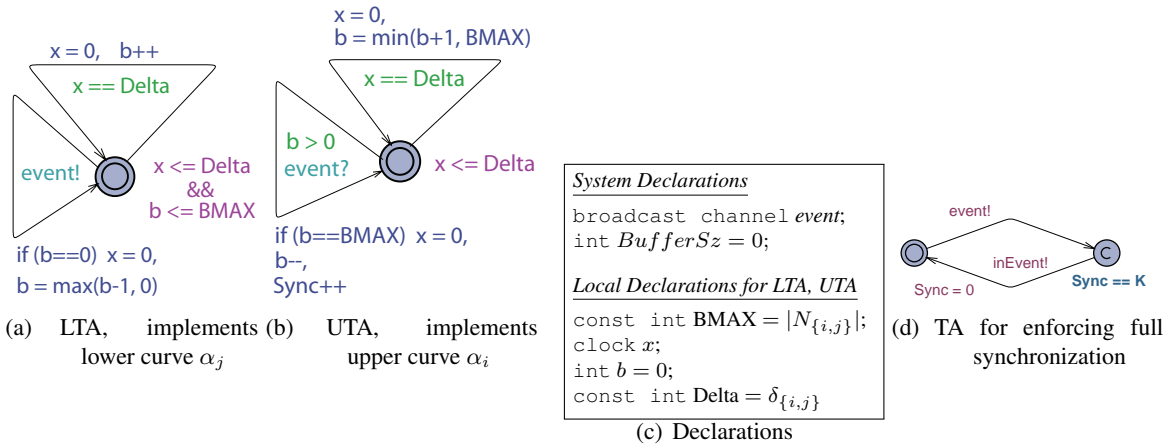 x = 0, b++
x == Delta
event!
x <= Delta
&&
b <= BMAX
if (b==0) x = 0,
b = max(b-1, 0)
(a) LTA, implements
lower curve α_j
x = 0,
b = min(b+1, BMAX)
x == Delta
b > 0
event?
x <= Delta
if (b==BMAX) x = 0,
b--,
Sync++
(b) UTA, implements
upper curve α_i
System Declarations
broadcast channel event;
int BufferSz = 0;
Local Declarations for LTA, UTA
const int BMAX = |N_{i,j}|;
clock x;
int b = 0;
const int Delta = δ_{i,j}
(c) Declarations
event!
C
inEvent!
Sync = 0
Sync == K
(d) TA for enforcing full
synchronization